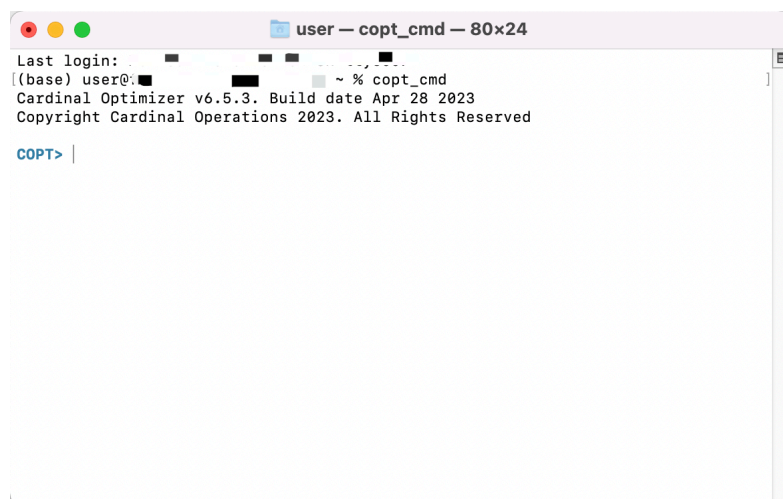 user — copt_cmd — 80×24
Last login:
(base) user@ ~ % copt_cmd
Cardinal Optimizer v6.5.3. Build date Apr 28 2023
Copyright Cardinal Operations 2023. All Rights Reserved
COPT>